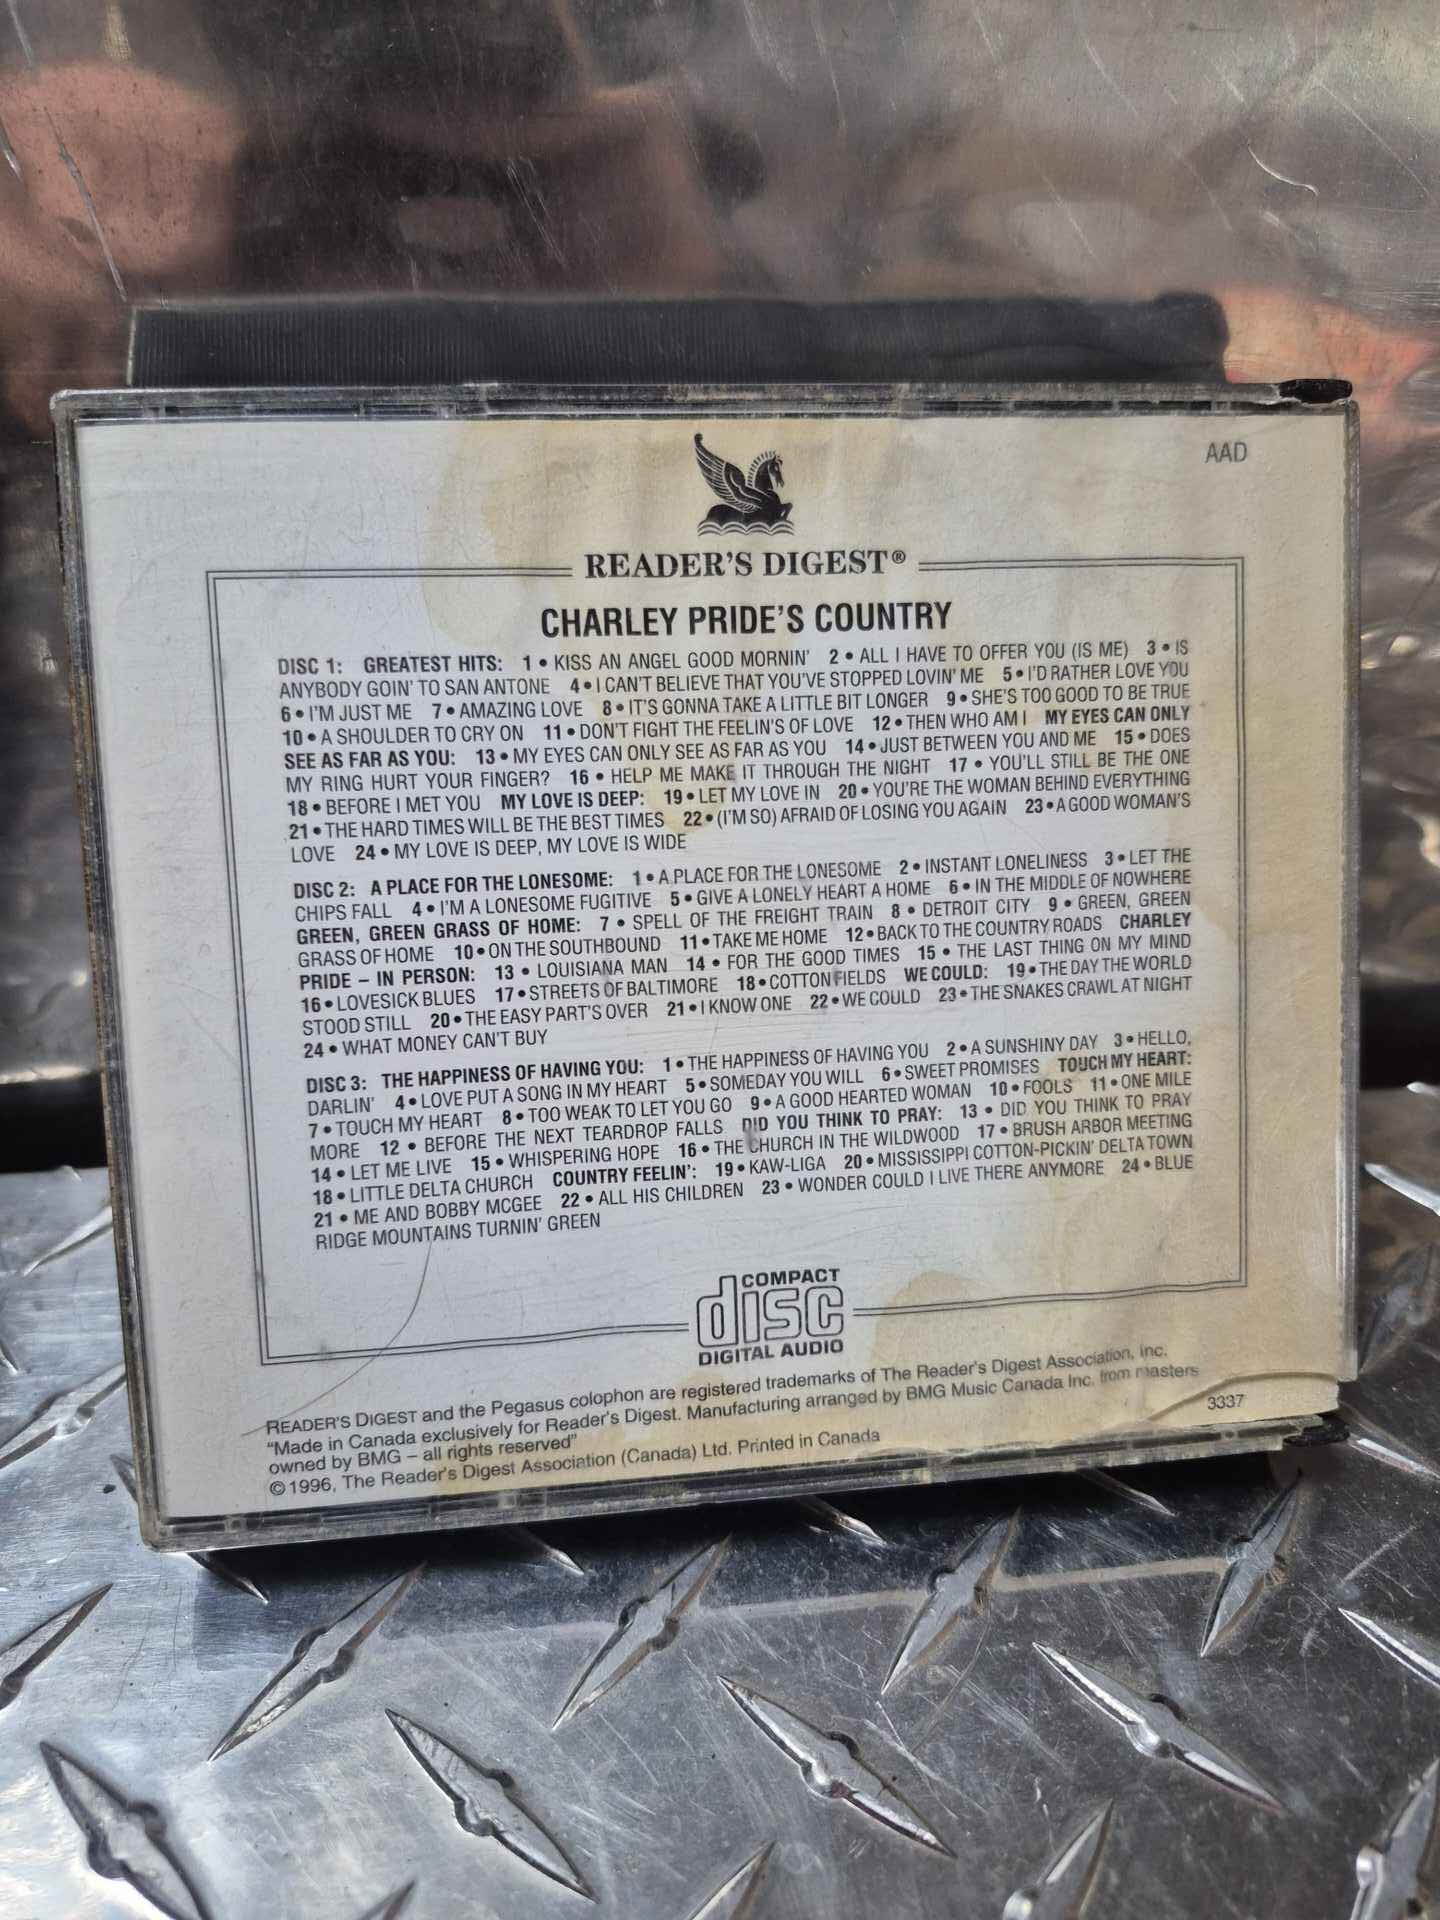 AAD
READER'S DIGEST®
CHARLEY PRIDE'S COUNTRY
DISC 1: GREATEST HITS: 1 • KISS AN ANGEL GOOD MORNIN' 2 • ALL I HAVE TO OFFER YOU (IS ME) 3 • IS
ANYBODY GOIN' TO SAN ANTONE 4 • I CAN'T BELIEVE THAT YOU'VE STOPPED LOVIN' ME 5 • I'D RATHER LOVE YOU
6 • I'M JUST ME 7 • AMAZING LOVE 8 • IT'S GONNA TAKE A LITTLE BIT LONGER 9 • SHE'S TOO GOOD TO BE TRUE
10 • A SHOULDER TO CRY ON 11 • DON'T FIGHT THE FEELIN'S OF LOVE 12 • THEN WHO AM I MY EYES CAN ONLY
SEE AS FAR AS YOU: 13 • MY EYES CAN ONLY SEE AS FAR AS YOU 14 • JUST BETWEEN YOU AND ME 15 • DOES
MY RING HURT YOUR FINGER? 16 • HELP ME MAKE IT THROUGH THE NIGHT 17 • YOU'LL STILL BE THE ONE
18 • BEFORE I MET YOU MY LOVE IS DEEP: 19 • LET MY LOVE IN 20 • YOU'RE THE WOMAN BEHIND EVERYTHING
21 • THE HARD TIMES WILL BE THE BEST TIMES 22 • (I'M SO) AFRAID OF LOSING YOU AGAIN 23 • A GOOD WOMAN'S
LOVE 24 • MY LOVE IS DEEP, MY LOVE IS WIDE
DISC 2: A PLACE FOR THE LONESOME: 1 • A PLACE FOR THE LONESOME 2 • INSTANT LONELINESS 3 • LET THE
CHIPS FALL 4 • I'M A LONESOME FUGITIVE 5 • GIVE A LONELY HEART A HOME 6 • IN THE MIDDLE OF NOWHERE
GREEN, GREEN GRASS OF HOME: 7 • SPELL OF THE FREIGHT TRAIN 8 • DETROIT CITY 9 • GREEN, GREEN
GRASS OF HOME 10 • ON THE SOUTHBOUND 11 • TAKE ME HOME 12 • BACK TO THE COUNTRY ROADS CHARLEY
PRIDE – IN PERSON: 13 • LOUISIANA MAN 14 • FOR THE GOOD TIMES 15 • THE LAST THING ON MY MIND
16 • LOVESICK BLUES 17 • STREETS OF BALTIMORE 18 • COTTON FIELDS WE COULD: 19 • THE DAY THE WORLD
STOOD STILL 20 • THE EASY PART'S OVER 21 • I KNOW ONE 22 • WE COULD 23 • THE SNAKES CRAWL AT NIGHT
24 • WHAT MONEY CAN'T BUY
DISC 3: THE HAPPINESS OF HAVING YOU: 1 • THE HAPPINESS OF HAVING YOU 2 • A SUNSHINY DAY 3 • HELLO,
DARLIN' 4 • LOVE PUT A SONG IN MY HEART 5 • SOMEDAY YOU WILL 6 • SWEET PROMISES TOUCH MY HEART:
7 • TOUCH MY HEART 8 • TOO WEAK TO LET YOU GO 9 • A GOOD HEARTED WOMAN 10 • FOOLS 11 • ONE MILE
MORE 12 • BEFORE THE NEXT TEARDROP FALLS DID YOU THINK TO PRAY: 13 • DID YOU THINK TO PRAY
14 • LET ME LIVE 15 • WHISPERING HOPE 16 • THE CHURCH IN THE WILDWOOD 17 • BRUSH ARBOR MEETING
18 • LITTLE DELTA CHURCH COUNTRY FEELIN': 19 • KAW-LIGA 20 • MISSISSIPPI COTTON-PICKIN' DELTA TOWN
21 • ME AND BOBBY MCGEE 22 • ALL HIS CHILDREN 23 • WONDER COULD I LIVE THERE ANYMORE 24 • BLUE
RIDGE MOUNTAINS TURNIN' GREEN
COMPACT
disc
DIGITAL AUDIO
READER'S DIGEST and the Pegasus colophon are registered trademarks of The Reader's Digest Association, Inc.
"Made in Canada exclusively for Reader's Digest. Manufacturing arranged by BMG Music Canada Inc. from masters
owned by BMG – all rights reserved"
© 1996, The Reader's Digest Association (Canada) Ltd. Printed in Canada
3337